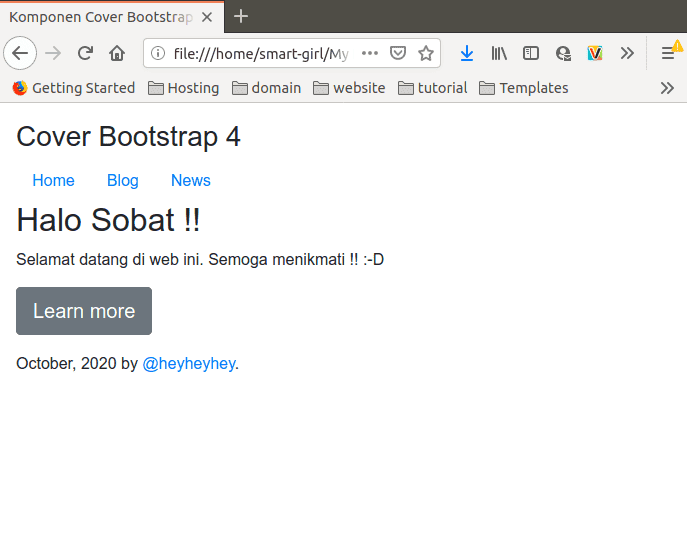 Komponen Cover Bootstrap
file:///home/smart-girl/My
Getting Started Hosting domain website tutorial Templates
Cover Bootstrap 4
Home Blog News
Halo Sobat !!
Selamat datang di web ini. Semoga menikmati !! :-D
Learn more
October, 2020 by @heyheyhey.